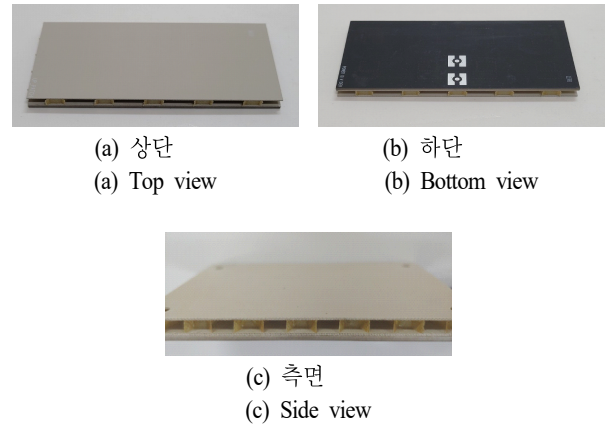 (a) 상단
(a) Top view
(b) 하단
(b) Bottom view
(c) 측면
(c) Side view